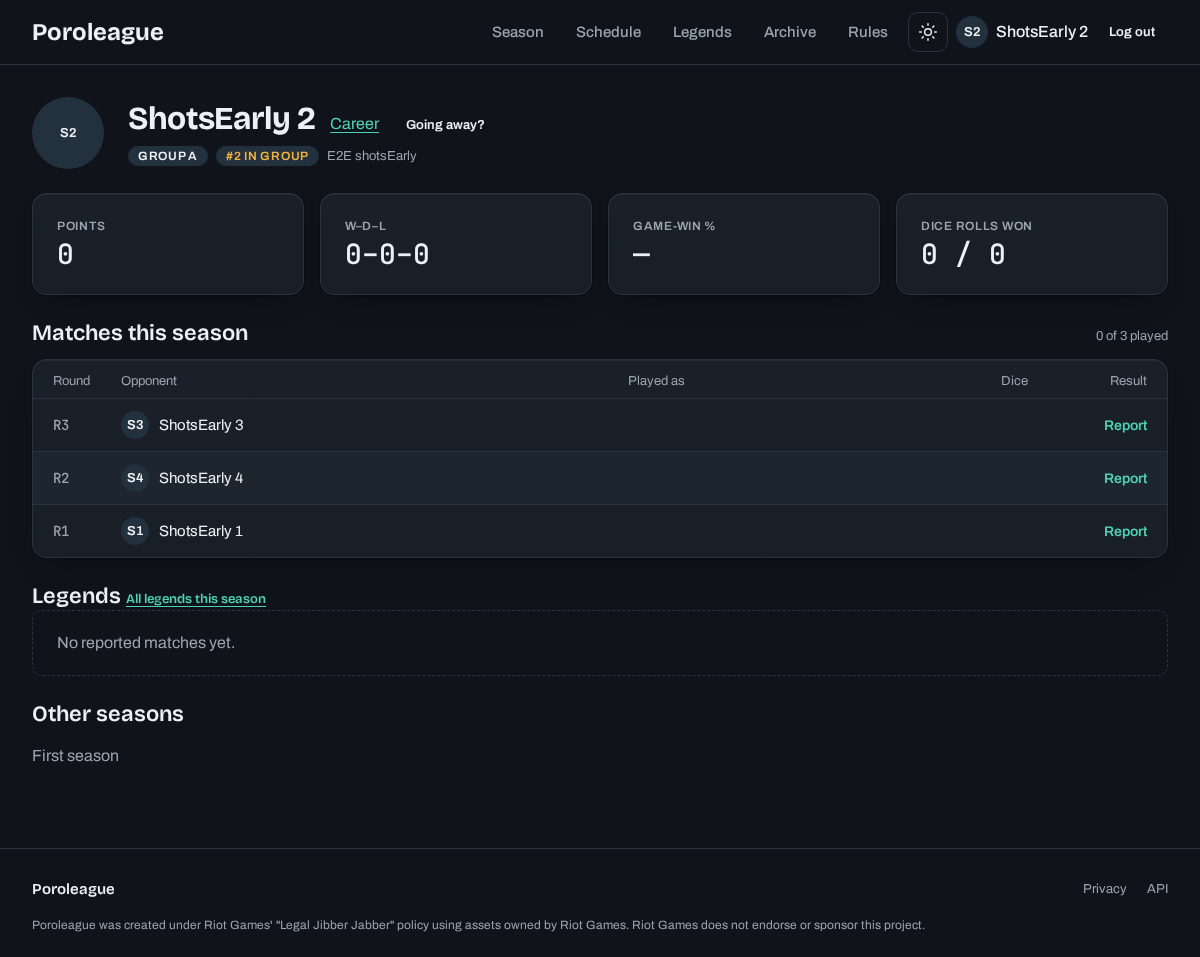 Poroleague Season Schedule Legends Archive Rules S2 ShotsEarly 2 Log out
S2 ShotsEarly 2 Career Going away?
GROUP A #2 IN GROUP E2E shotsEarly
POINTS W–D–L GAME-WIN % DICE ROLLS WON
0 0–0–0 — 0 / 0
Matches this season 0 of 3 played
Round Opponent Played as Dice Result
R3 S3 ShotsEarly 3 Report
R2 S4 ShotsEarly 4 Report
R1 S1 ShotsEarly 1 Report
Legends All legends this season
No reported matches yet.
Other seasons
First season
Poroleague Privacy API
Poroleague was created under Riot Games' "Legal Jibber Jabber" policy using assets owned by Riot Games. Riot Games does not endorse or sponsor this project.